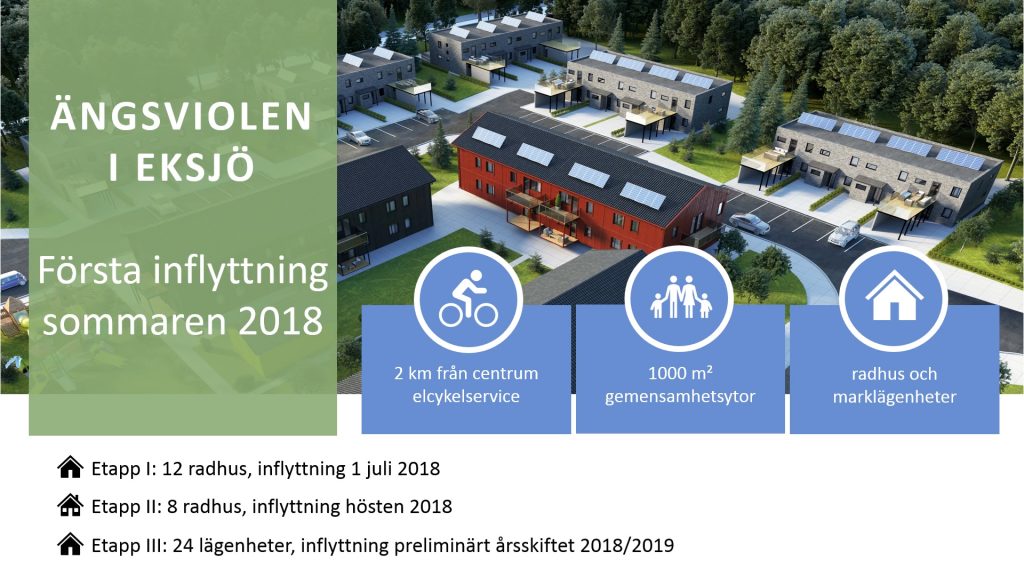 ÄNGSVIOLEN
I EKSJÖ
Första inflyttning
sommaren 2018
2 km från centrum
elcykelservice
1000 m²
gemensamhetsytor
radhus och
marklägenheter
Etapp I: 12 radhus, inflyttning 1 juli 2018
Etapp II: 8 radhus, inflyttning hösten 2018
Etapp III: 24 lägenheter, inflyttning preliminärt årsskiftet 2018/2019